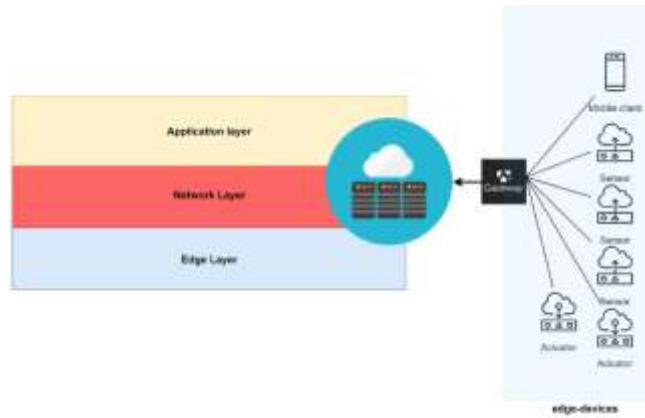 Application layer
Network Layer
Edge Layer
Gateway
Mobile client
Sensor
Sensor
Sensor
Actuator
Actuator
edge-devices